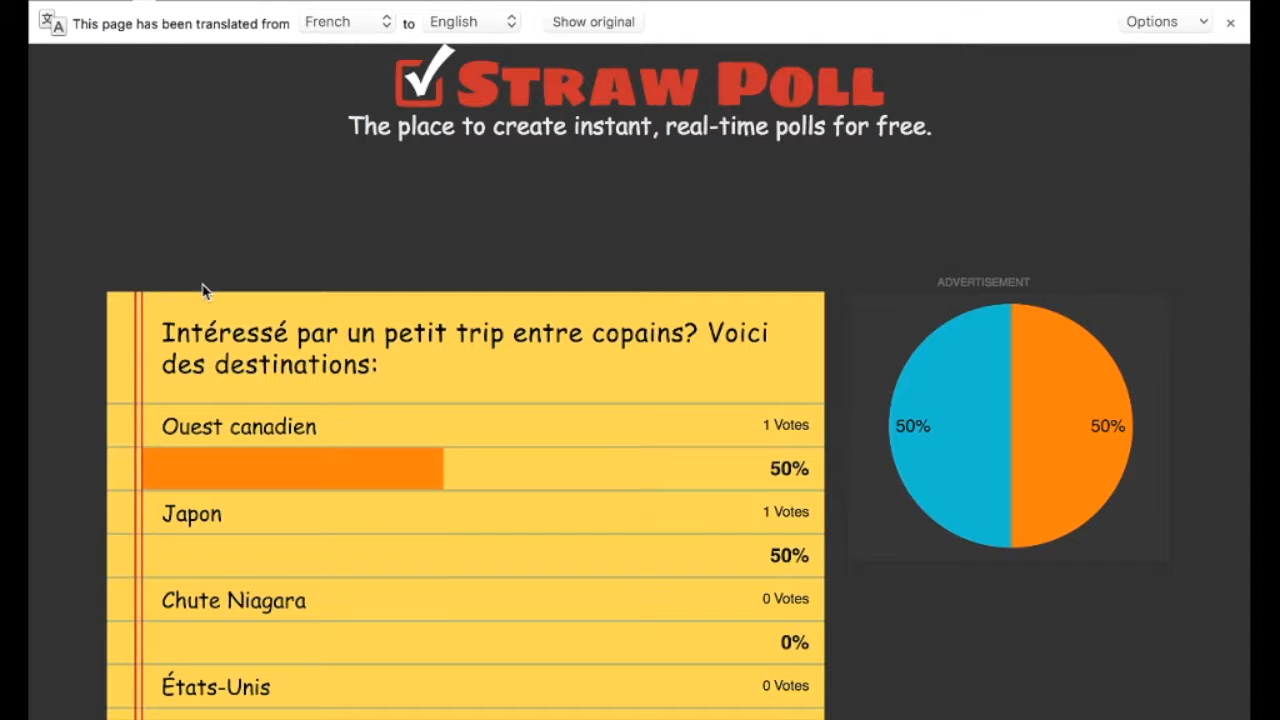 This page has been translated from French to English Show original Options ×
STRAW POLL
The place to create instant, real-time polls for free.
ADVERTISEMENT
Intéressé par un petit trip entre copains? Voici
des destinations:
Ouest canadien 1 Votes
50%
Japon 1 Votes
50%
Chute Niagara 0 Votes
0%
États-Unis 0 Votes
50% 50%